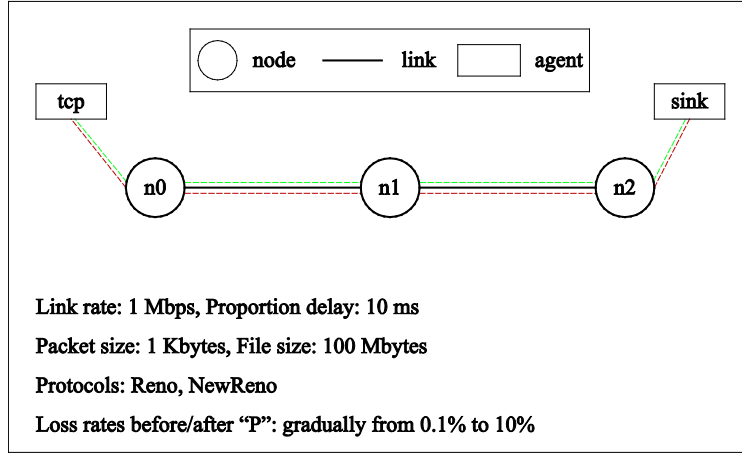 node link agent
tcp sink
n0 n1 n2
Link rate: 1 Mbps, Proportion delay: 10 ms
Packet size: 1 Kbytes, File size: 100 Mbytes
Protocols: Reno, NewReno
Loss rates before/after “P”: gradually from 0.1% to 10%